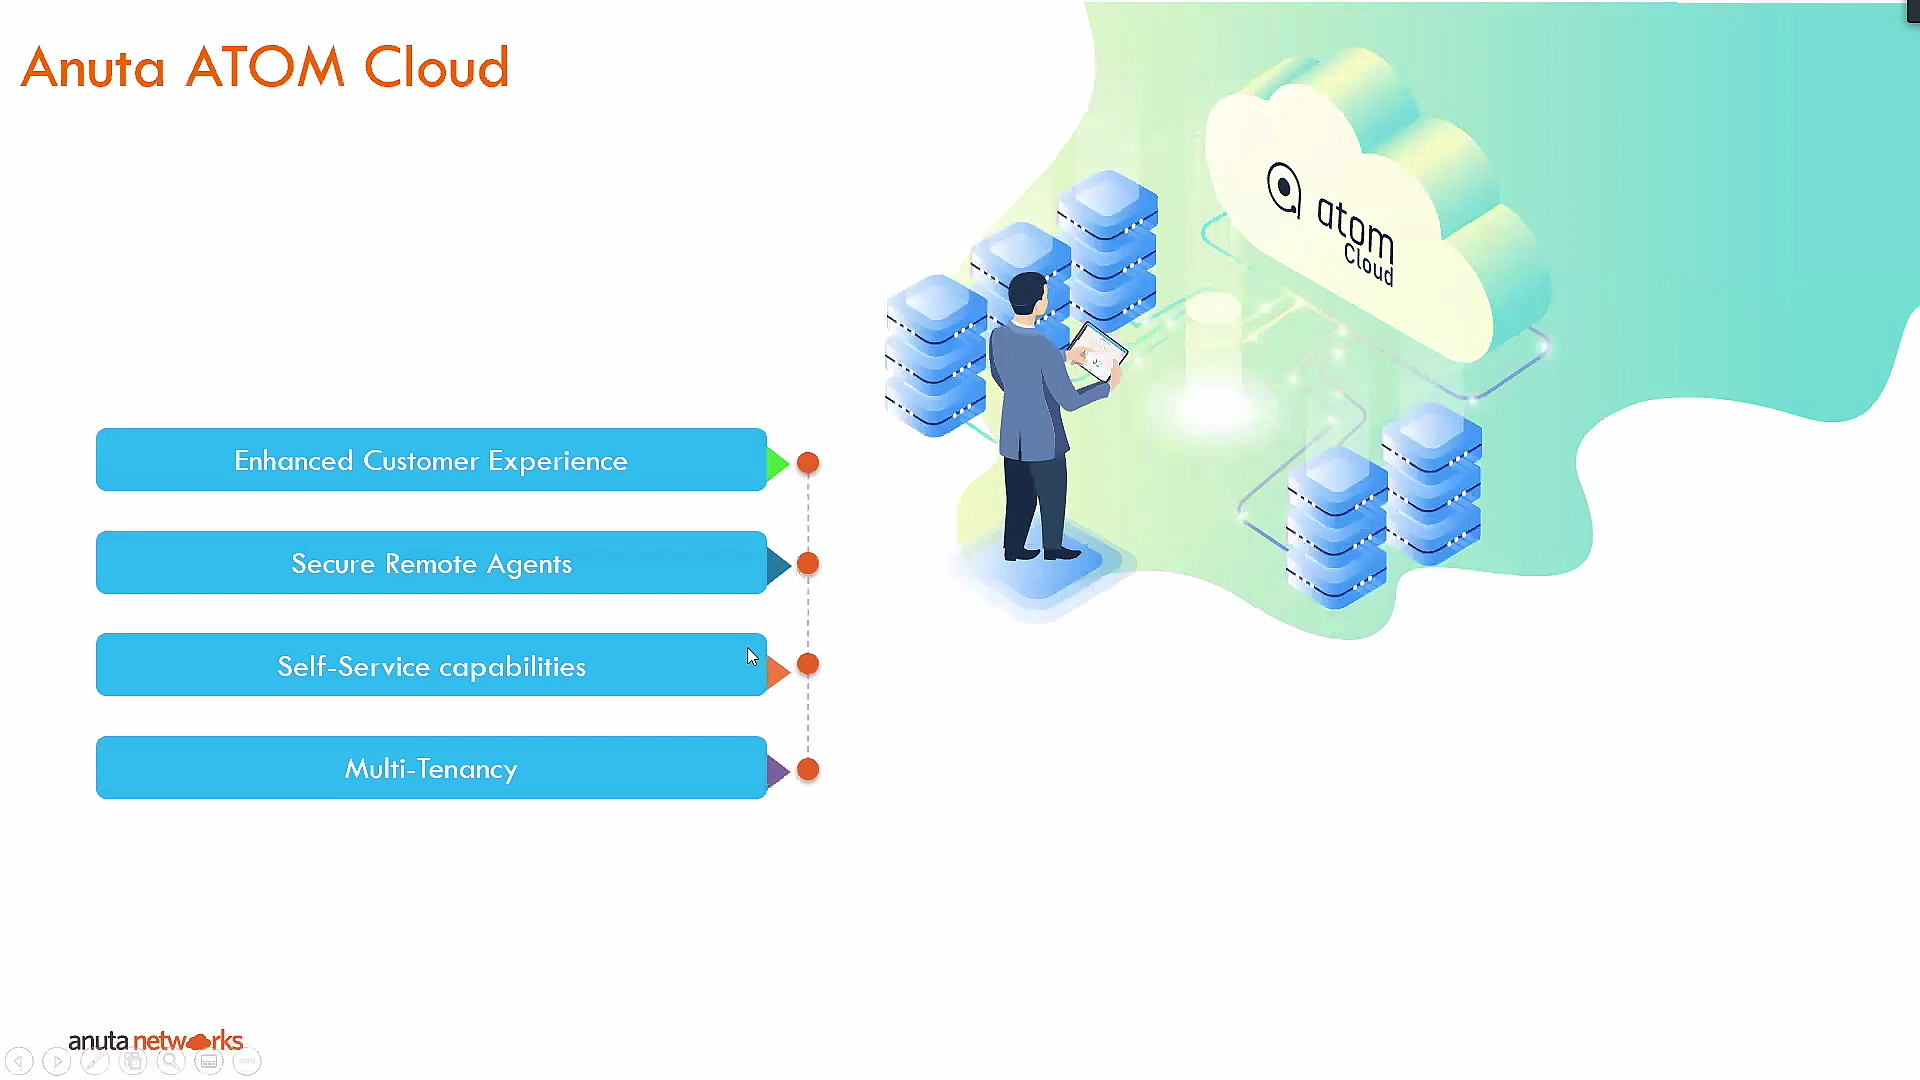 Anuta ATOM Cloud
atom
Cloud
Enhanced Customer Experience
Secure Remote Agents
Self-Service capabilities
Multi-Tenancy
anuta networks